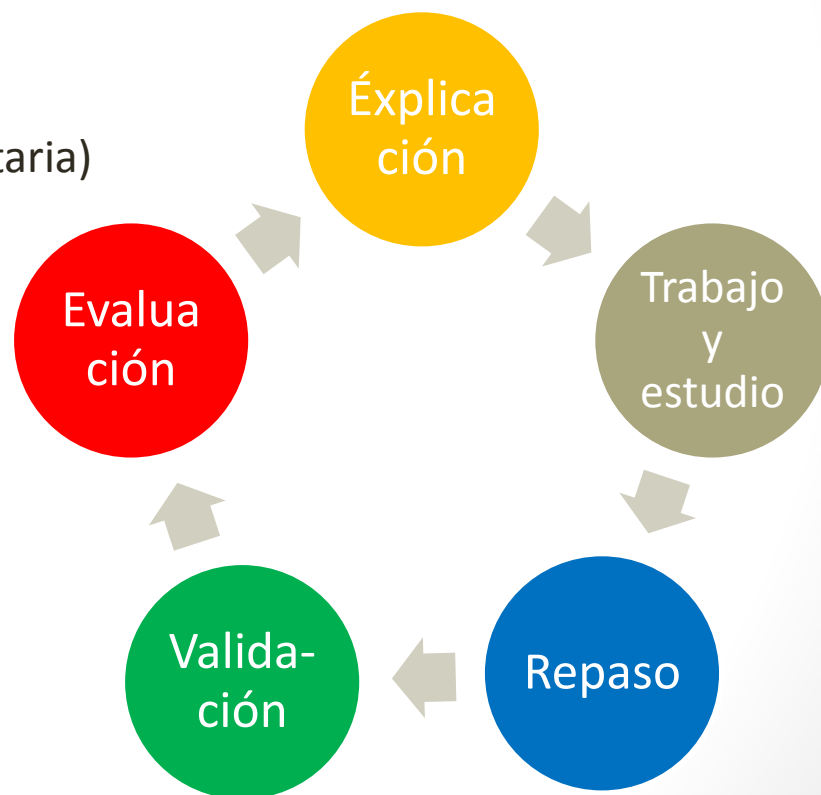 Éxplica
ción
taria)
Evalua
ción
Trabajo
y
estudio
Valida-
ción
Repaso